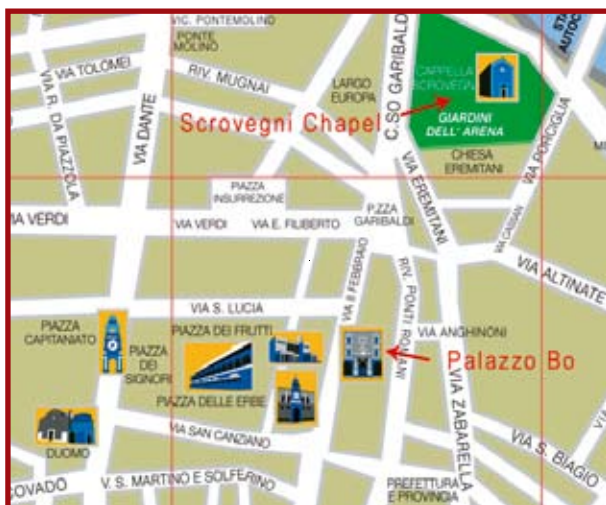 VIC. PONTEMOLINO
PONTE
MOLINO
VIA TOLOMEI
RIV. MUGNAI
VIA R. DA PIAZZOLA
VIA DANTE
LARGO
EUROPA
C.SO GARIBALDI
CAPPELLA
SCROVEGNI
Scrovegni Chapel
GIARDINI
DELL' ARENA
CHIESA
EREMITANI
VIA PORCIGLIA
AUTOC
VIA EREMITANI
PIAZZA
INSURREZIONE
P.ZZA
GARIBALDI
IA VERDI
VIA VERDI
VIA E. FILIBERTO
VIA CASSAN
VIA ALTINATE
VIA II FEBBRAIO
RIV. PONTI ROMANI
VIA S. LUCIA
PIAZZA
CAPITANIATO
PIAZZA DEI FRUTTI
VIA ANGHINONI
PIAZZA
DEI
SIGNORI
Palazzo Bo
PIAZZA DELLE ERBE
VIA ZABARELLA
VIA SAN CANZIANO
DUOMO
VIA S. BIAGIO
COVADO
V. S. MARTINO E SOLFERINO
PREFETTURA
E PROVINCIA